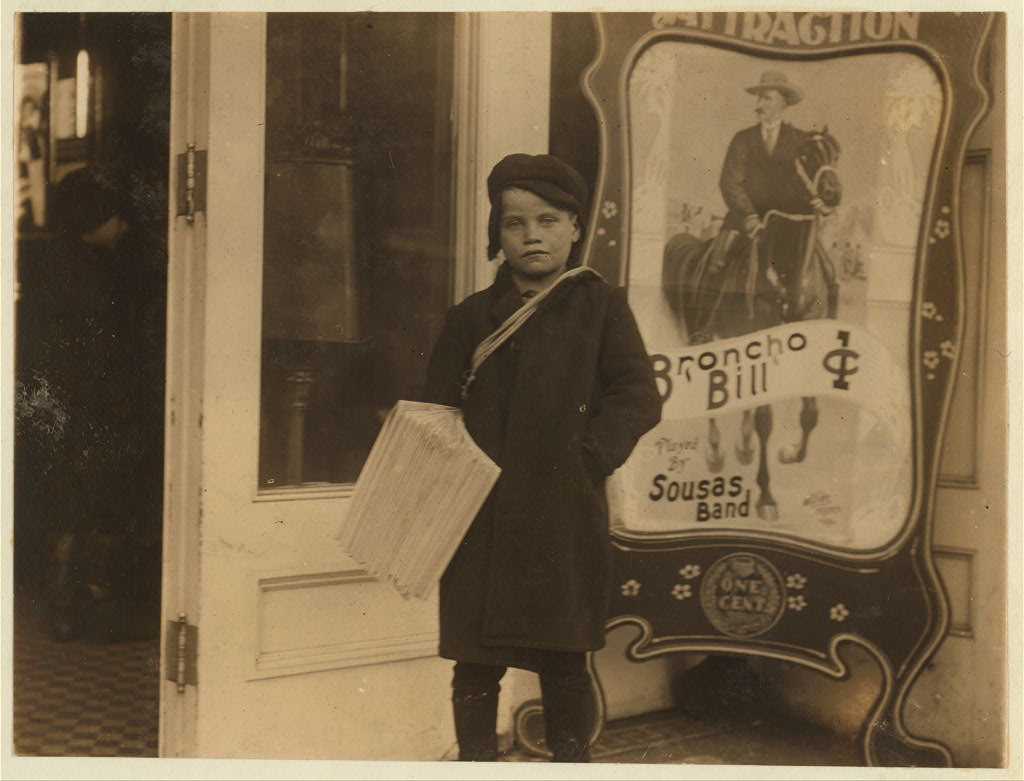 ATTRACTION
Broncho
Bill
1¢
Played
By
Sousas
Band
ONE
CENT